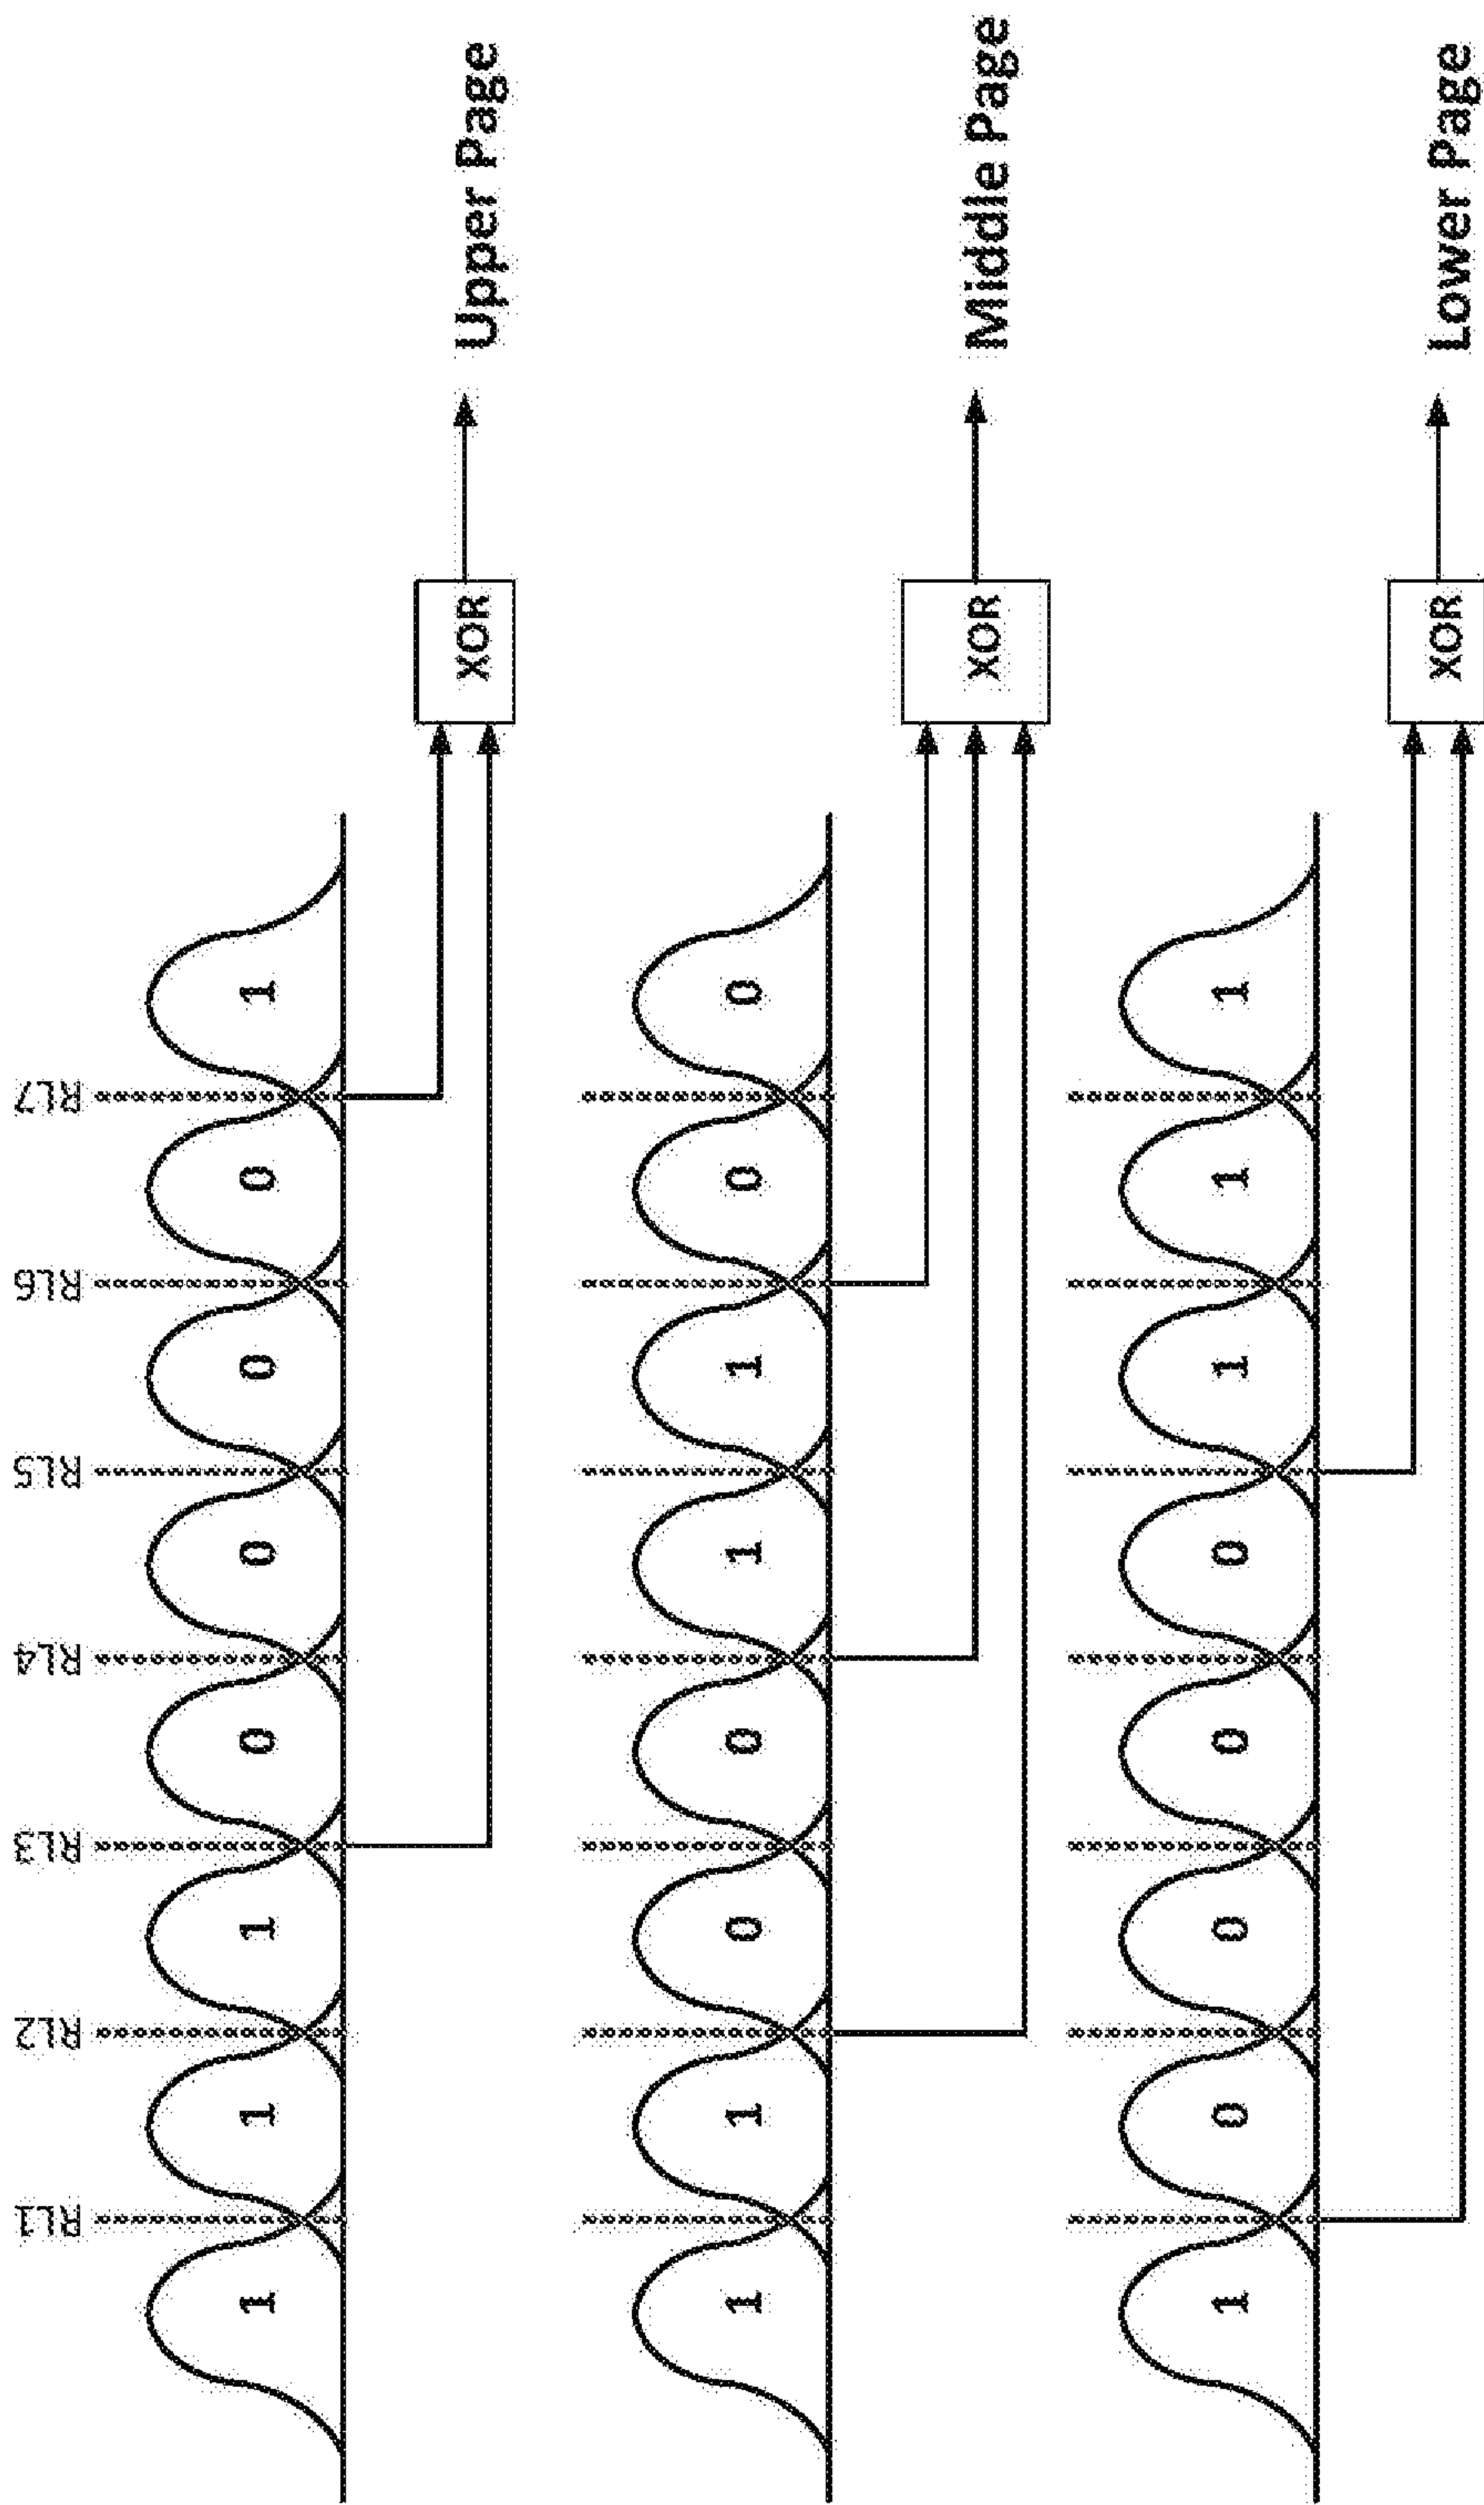 RL1 RL2 RL3 RL4 RL5 RL6 RL7
1 1 1 0 0 0 0 1
XOR
Upper Page
1 1 0 0 1 1 0 0
XOR
Middle Page
1 0 0 0 0 1 1 1
XOR
Lower Page